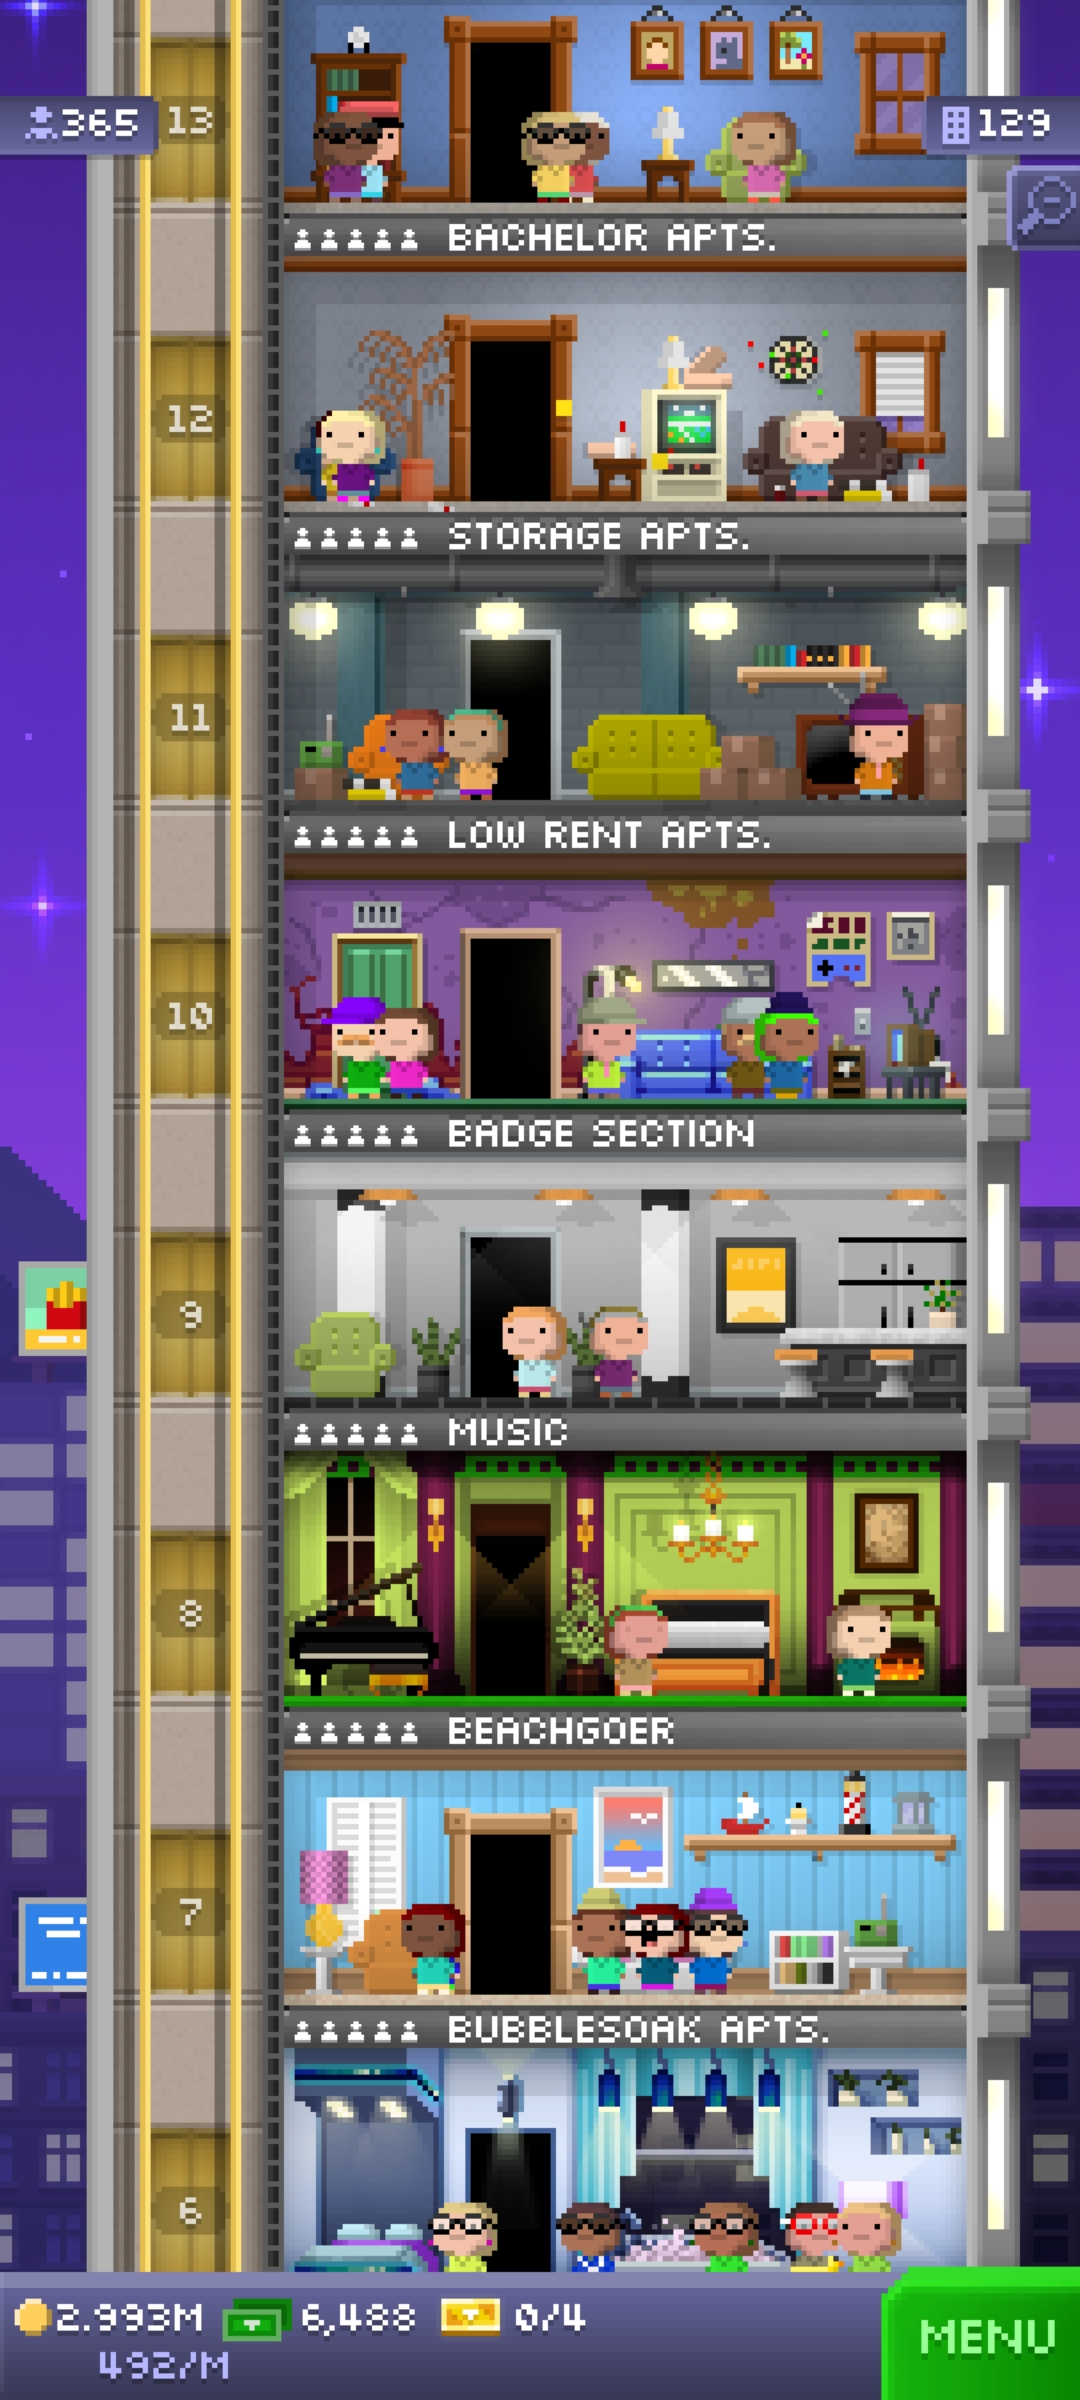 365
13
129
BACHELOR APTS.
12
STORAGE APTS.
11
LOW RENT APTS.
10
BADGE SECTION
9
MUSIC
8
BEACHGOER
7
BUBBLESOAK APTS.
6
2.993M 6,488 0/4
492/M
MENU